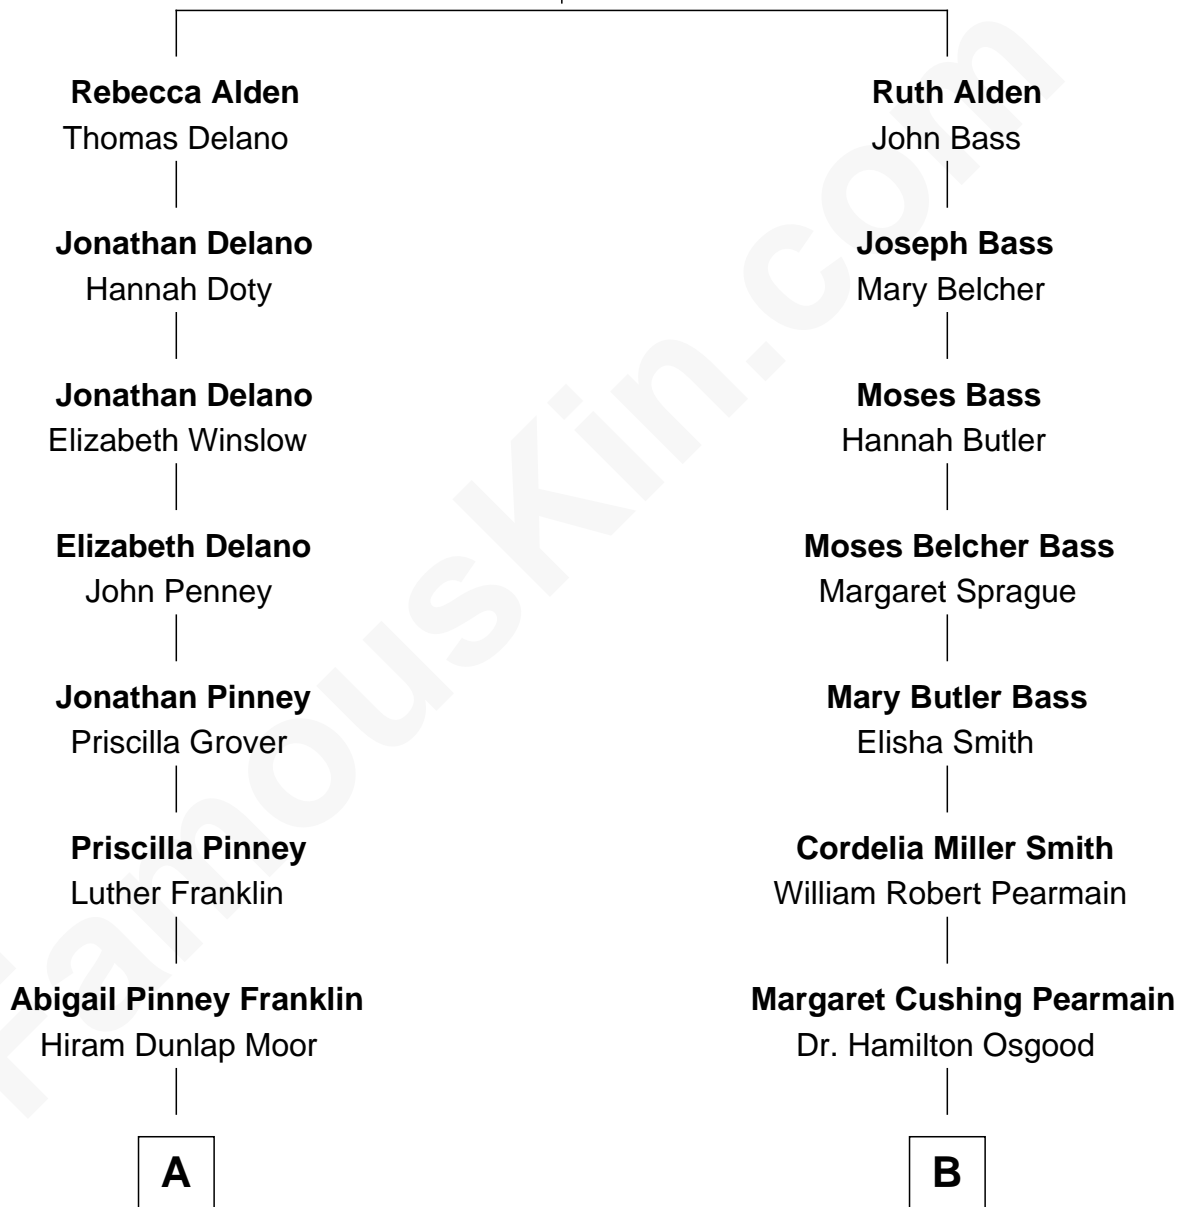 Rebecca Alden
Thomas Delano
Jonathan Delano
Hannah Doty
Jonathan Delano
Elizabeth Winslow
Elizabeth Delano
John Penney
Jonathan Pinney
Priscilla Grover
Priscilla Pinney
Luther Franklin
Abigail Pinney Franklin
Hiram Dunlap Moor
A
Ruth Alden
John Bass
Joseph Bass
Mary Belcher
Moses Bass
Hannah Butler
Moses Belcher Bass
Margaret Sprague
Mary Butler Bass
Elisha Smith
Cordelia Miller Smith
William Robert Pearmain
Margaret Cushing Pearmain
Dr. Hamilton Osgood
B
FamousKin.com